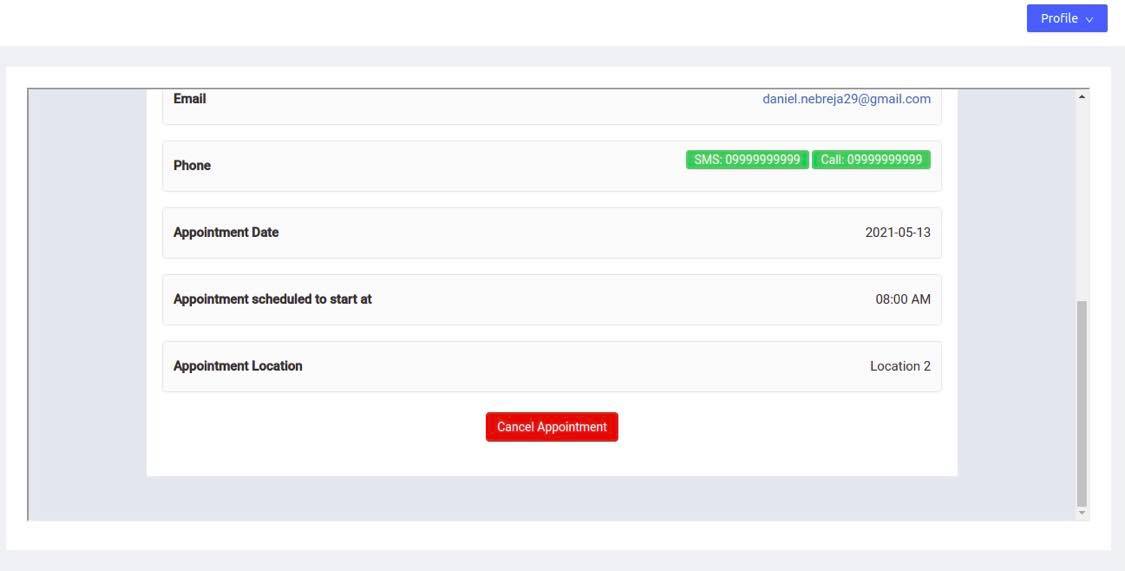 Profile
Email
daniel.nebreja29@gmail.com
Phone
SMS: 09999999999 Call: 09999999999
Appointment Date
2021-05-13
Appointment scheduled to start at
08:00 AM
Appointment Location
Location 2
Cancel Appointment